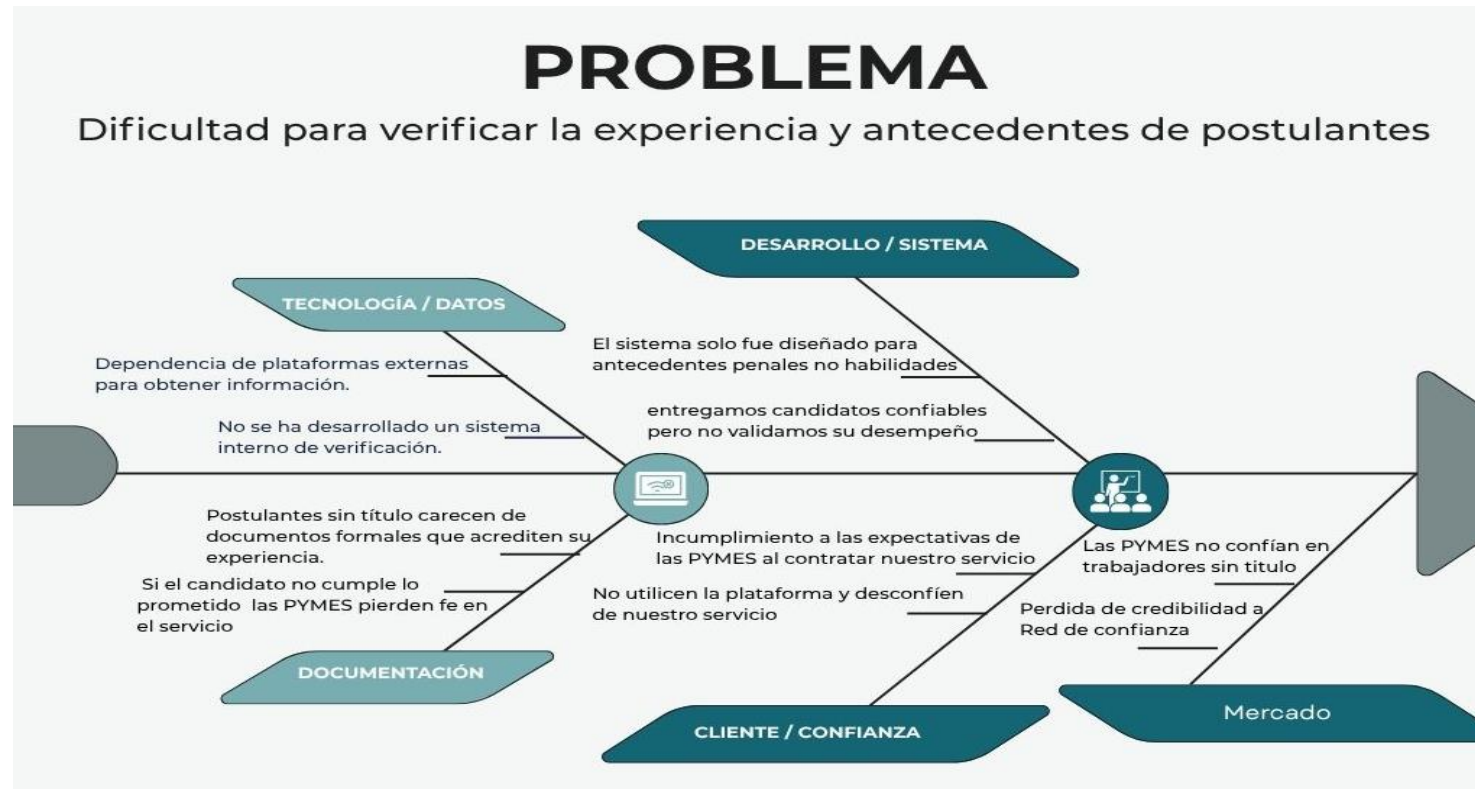 PROBLEMA
Dificultad para verificar la experiencia y antecedentes de postulantes
DESARROLLO / SISTEMA
TECNOLOGÍA / DATOS
El sistema solo fue diseñado para
antecedentes penales no habilidades
Dependencia de plataformas externas
para obtener información.
entregamos candidatos confiables
pero no validamos su desempeño
No se ha desarrollado un sistema
interno de verificación.
Postulantes sin título carecen de
documentos formales que acrediten su
experiencia.
Si el candidato no cumple lo
prometido las PYMES pierden fe en
el servicio
Incumplimiento a las expectativas de
las PYMES al contratar nuestro servicio
No utilicen la plataforma y desconfíen
de nuestro servicio
Las PYMES no confían en
trabajadores sin titulo
Perdida de credibilidad a
Red de confianza
DOCUMENTACIÓN
CLIENTE / CONFIANZA
Mercado